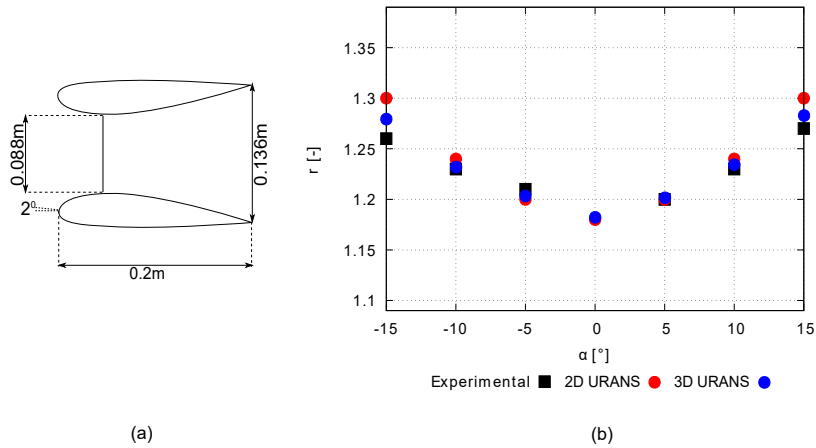 0.088m
0.136m
2⁰
0.2m
(a)
r [-]
1.35
1.3
1.25
1.2
1.15
1.1
-15 -10 -5 0 5 10 15
α [°]
Experimental 2D URANS 3D URANS
(b)